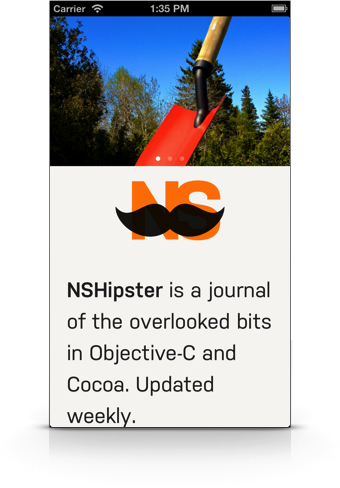 Carrier 1:35 PM
NS
NSHipster is a journal
of the overlooked bits
in Objective-C and
Cocoa. Updated
weekly.